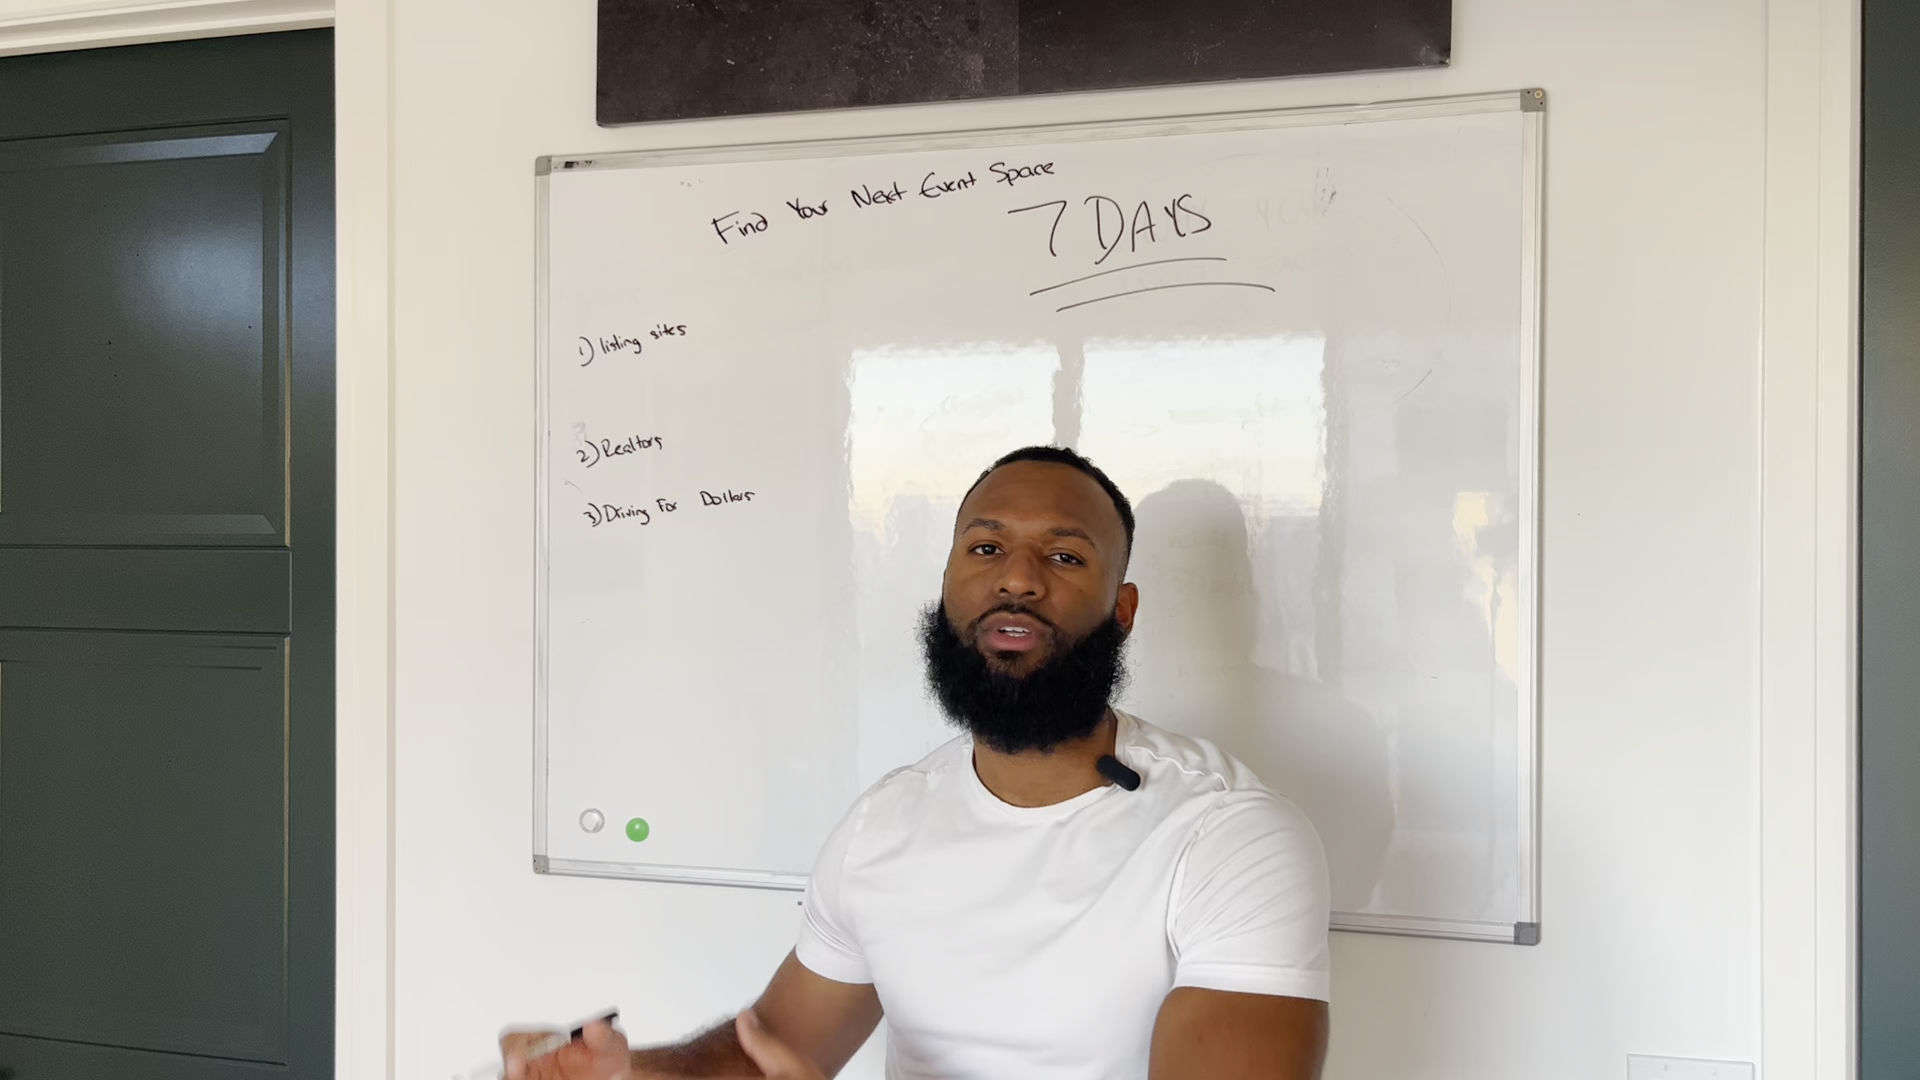 Find Your Next Event Space
7 DAYS
1) listing sites
2) Realtors
3) Driving For Dollars